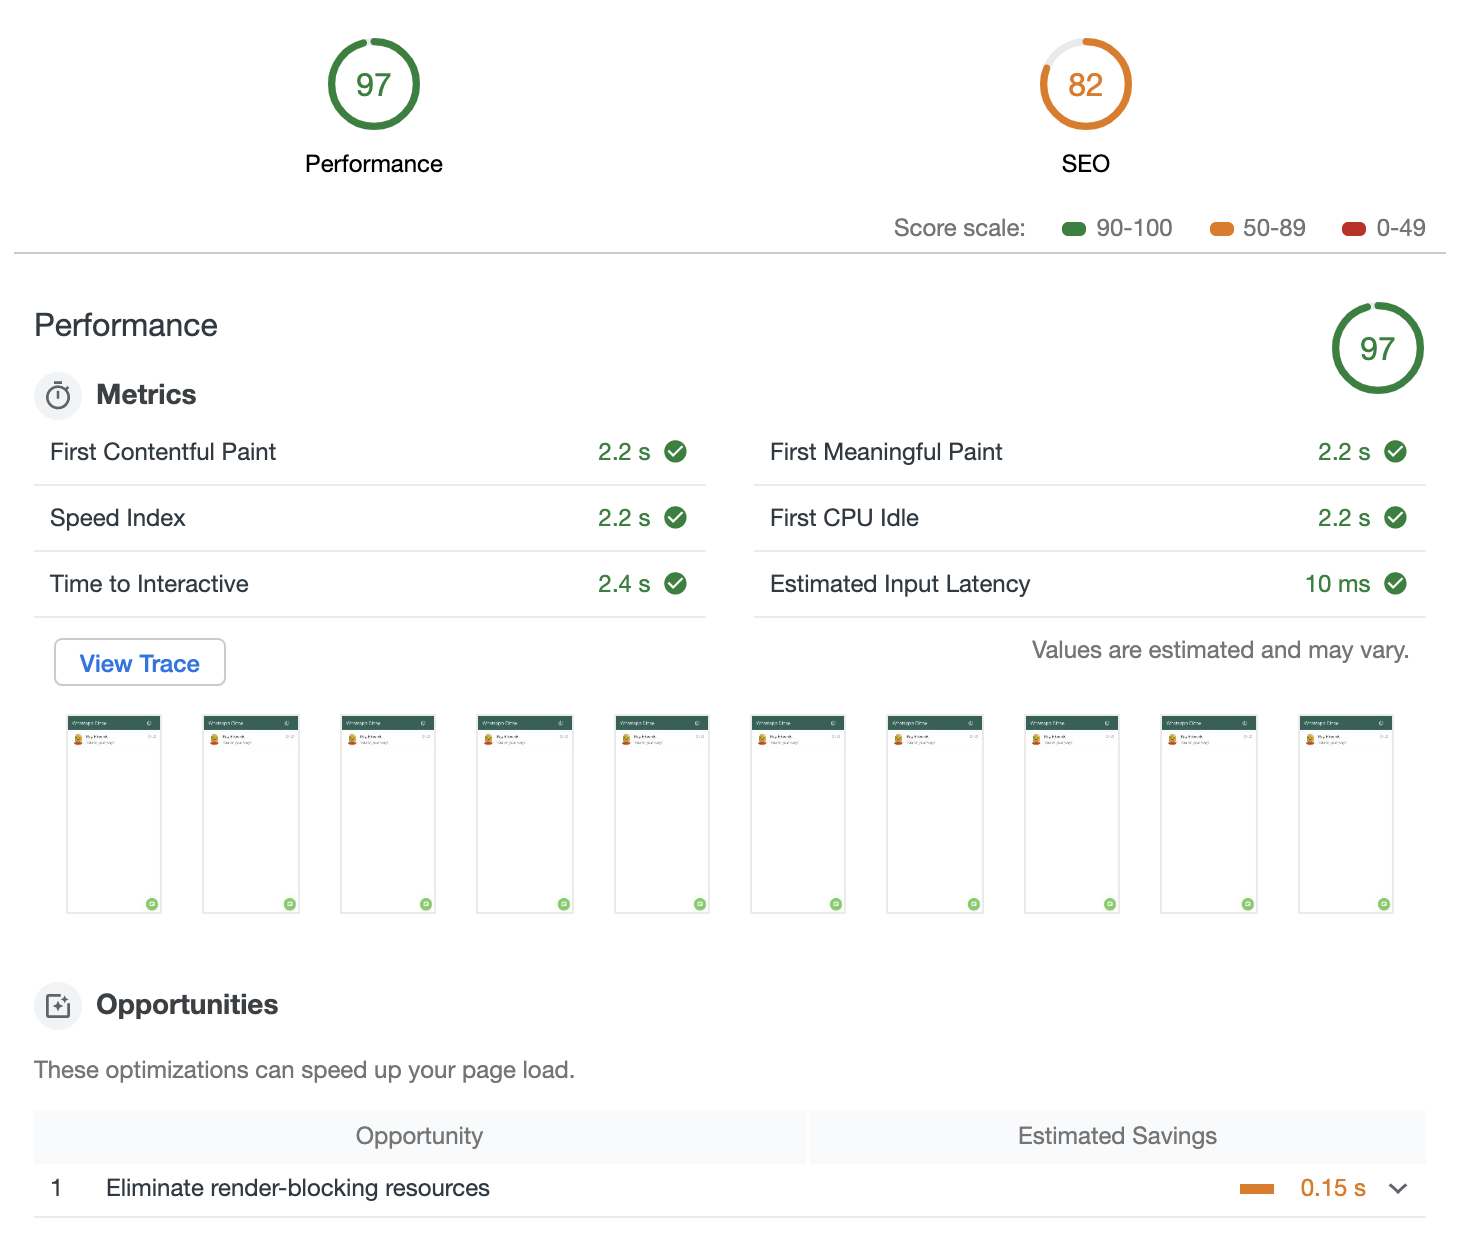 97
Performance
82
SEO
Score scale: 90-100 50-89 0-49
Performance
97
Metrics
First Contentful Paint 2.2 s
First Meaningful Paint 2.2 s
Speed Index 2.2 s
First CPU Idle 2.2 s
Time to Interactive 2.4 s
Estimated Input Latency 10 ms
View Trace
Values are estimated and may vary.
Opportunities
These optimizations can speed up your page load.
Opportunity Estimated Savings
1 Eliminate render-blocking resources 0.15 s